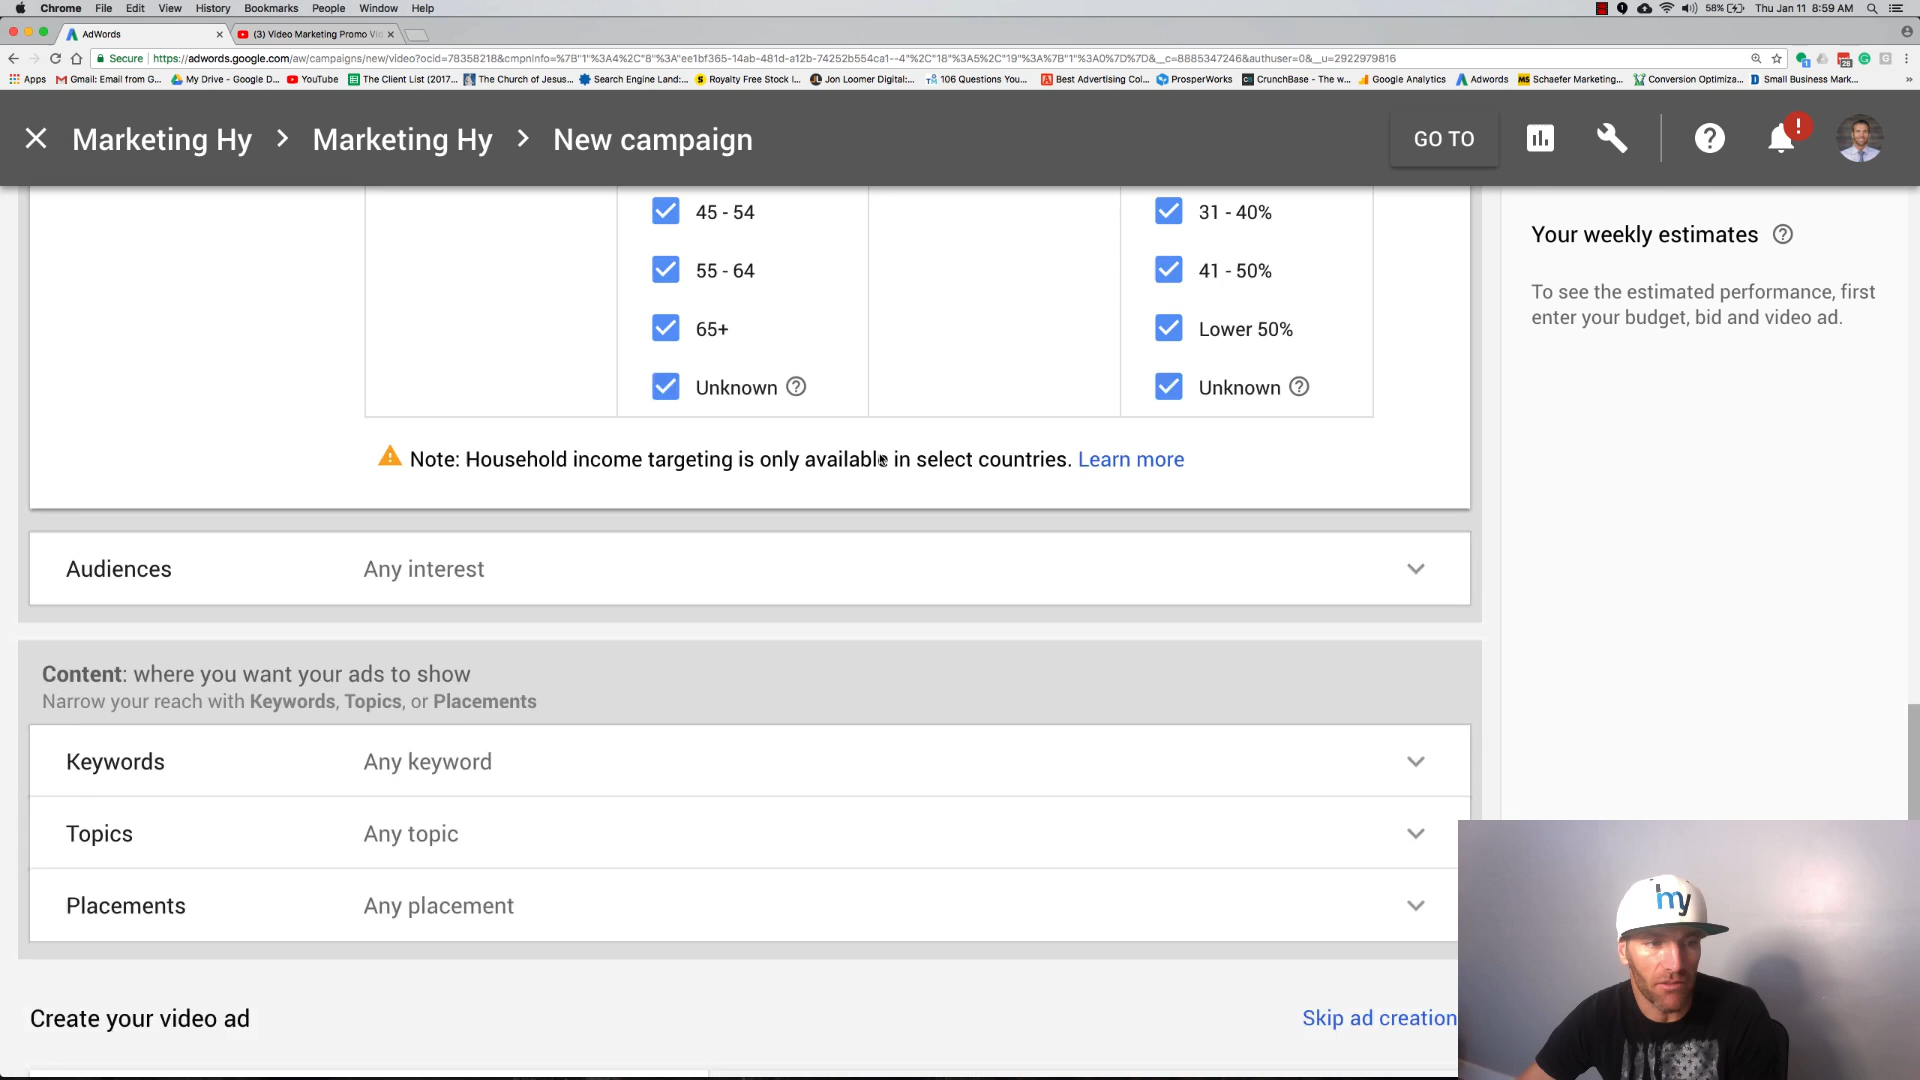 Chrome File Edit View History Bookmarks People Window Help
58% Thu Jan 11 8:59 AM
AdWords
(3) Video Marketing Promo Vi
Secure https://adwords.google.com/aw/campaigns/new/video?ocid=78358218&cmpnInfo=%7B"1"%3A4%2C"8"%3A"ee1bf365-14ab-481d-a12b-74252b554ca1--4"%2C"18"%3A5%2C"19"%3A%7B"1"%3A0%7D%7D&__c=8885347246&authuser=0&__u=2922979816
Apps Gmail: Email from G... My Drive - Google D... YouTube The Client List (2017... The Church of Jesus... Search Engine Land:... Royalty Free Stock I... Jon Loomer Digital:... 106 Questions You... Best Advertising Col... ProsperWorks CrunchBase - The w... Google Analytics Adwords Schaefer Marketing... Conversion Optimiza... Small Business Mark...
Marketing Hy > Marketing Hy > New campaign
GO TO
45 - 54
31 - 40%
55 - 64
41 - 50%
65+
Lower 50%
Unknown
Unknown
Note: Household income targeting is only available in select countries. Learn more
Your weekly estimates
To see the estimated performance, first
enter your budget, bid and video ad.
Audiences Any interest
Content: where you want your ads to show
Narrow your reach with Keywords, Topics, or Placements
Keywords Any keyword
Topics Any topic
Placements Any placement
Create your video ad
Skip ad creation
my